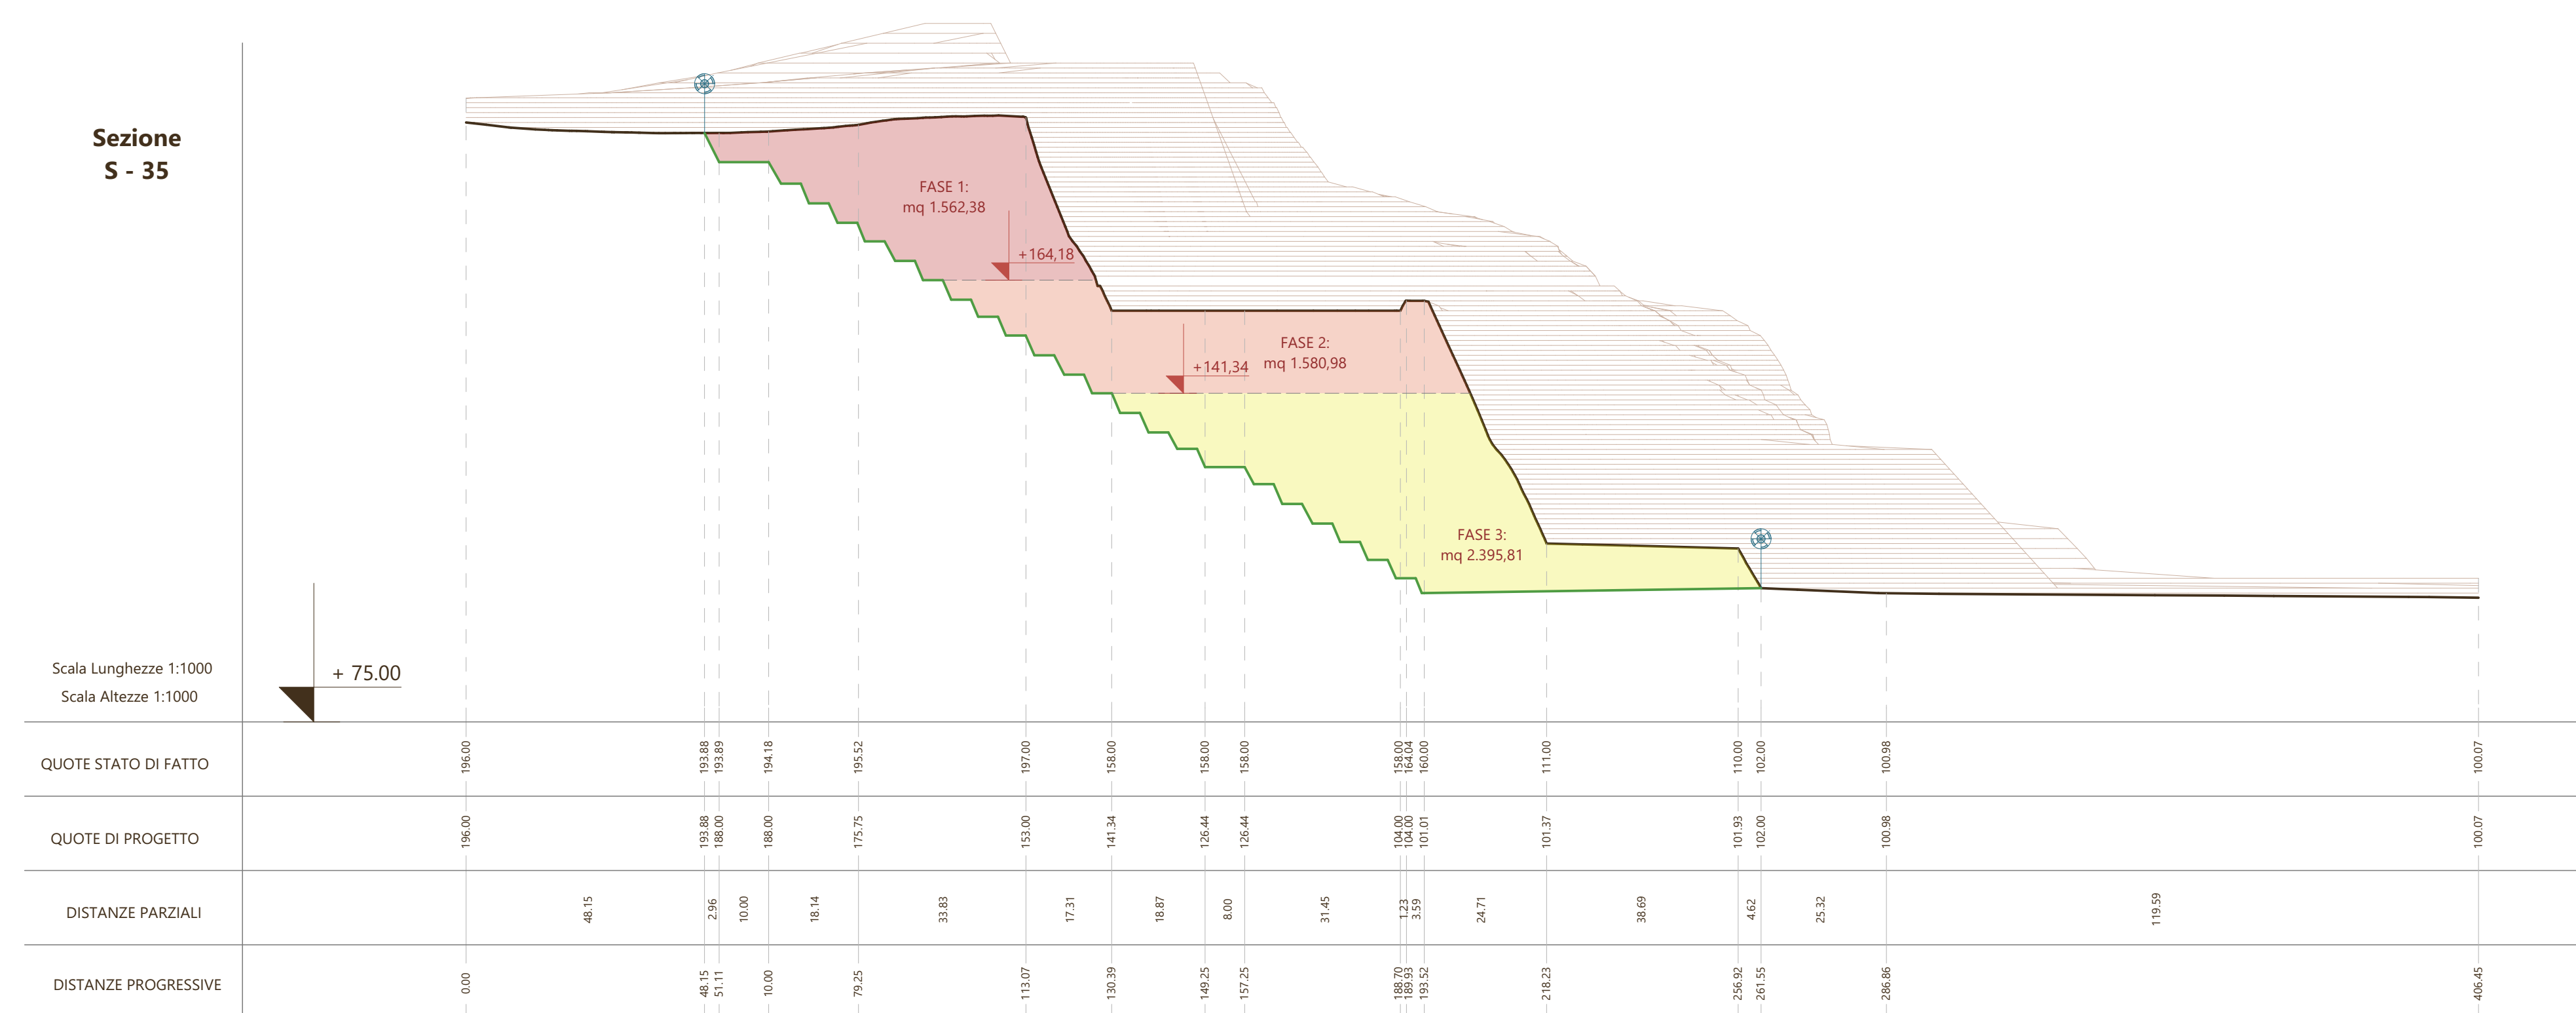 Sezione
S - 35
FASE 1:
mq 1.562,38
+164,18
FASE 2:
mq 1.580,98
+141,34
FASE 3:
mq 2.395,81
Scala Lunghezze 1:1000
Scala Altezze 1:1000
+ 75.00
QUOTE STATO DI FATTO
196.00 193.88 193.89 194.18 195.52 197.00 158.00 158.00 158.00 158.00 164.04 160.00 111.00 110.00 102.00 100.98 100.07
QUOTE DI PROGETTO
196.00 193.88 188.00 188.00 175.75 153.00 141.34 126.44 126.44 104.00 104.00 101.01 101.37 101.93 102.00 100.98 100.07
DISTANZE PARZIALI
48.15 2.96 10.00 18.14 33.83 17.31 18.87 8.00 31.45 1.23 3.59 24.71 38.69 4.62 25.32 119.59
DISTANZE PROGRESSIVE
0.00 48.15 51.11 10.00 79.25 113.07 130.39 149.25 157.25 188.70 189.93 193.52 218.23 256.92 261.55 286.86 406.45